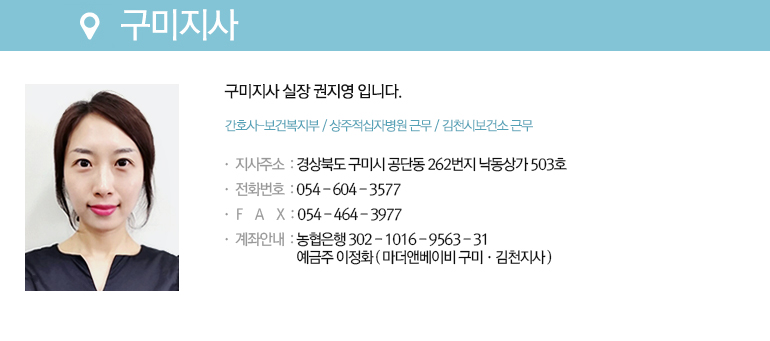 구미지사
구미지사 실장 권지영 입니다.
간호사-보건복지부 / 상주적십자병원 근무 / 김천시보건소 근무
· 지사주소 : 경상북도 구미시 공단동 262번지 낙동상가 503호
· 전화번호 : 054 - 604 - 3577
· F A X : 054 - 464 - 3977
· 계좌안내 : 농협은행 302 - 1016 - 9563 - 31
예금주 이정화 ( 마더앤베이비 구미 · 김천지사 )